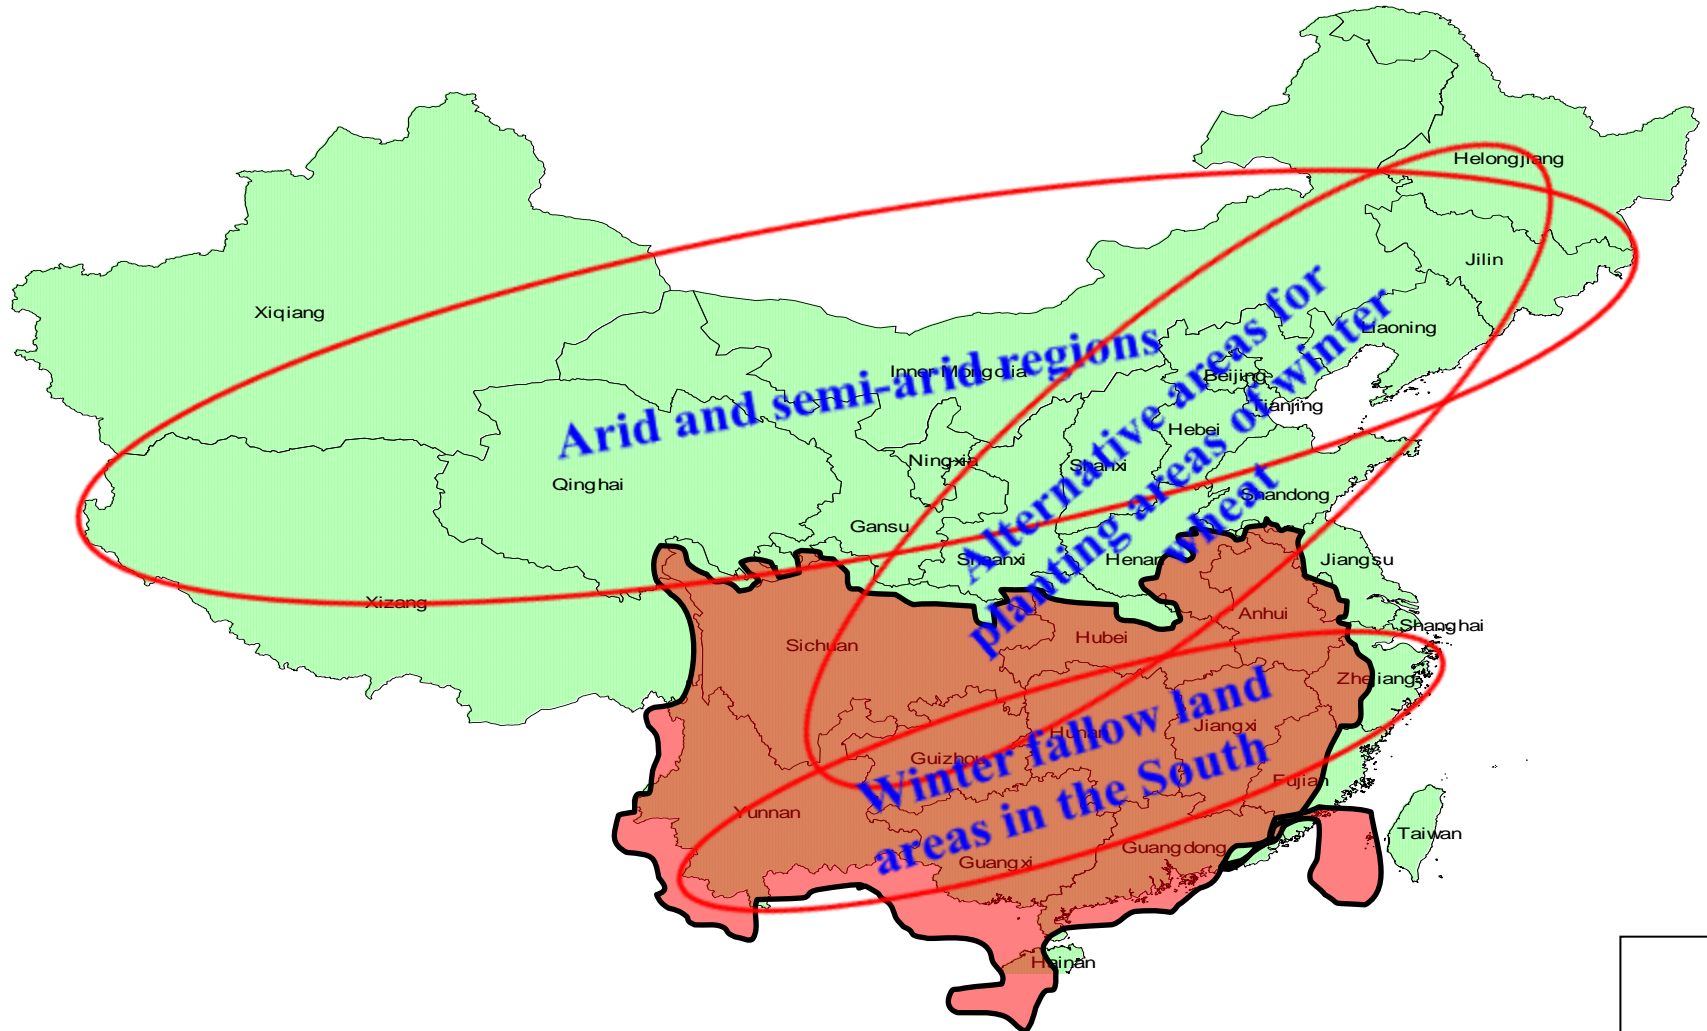 Helongjiang
Jilin
Xiqiang
Liaoning
Inner Mongolia
Beijing
Tianjing
Hebei
Arid and semi-arid regions
Alternative areas for
planting areas of winter
wheat
Ningxia
Shanxi
Qinghai
Shandong
Gansu
Shaanxi
Henan
Jiangsu
Xizang
Anhui
Shanghai
Sichuan
Hubei
Zhejiang
Hunan
Jiangxi
Guizhou
Winter fallow land
areas in the South
Fujian
Yunnan
Taiwan
Guangdong
Guangxi
Hainan